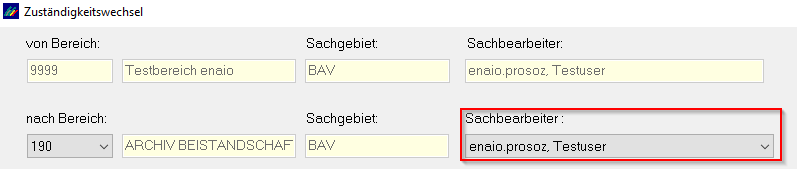 Zuständigkeitswechsel
von Bereich: Sachgebiet: Sachbearbeiter:
9999 Testbereich enaio BAV enaio.prosoz, Testuser
nach Bereich: Sachgebiet: Sachbearbeiter :
190 ARCHIV BEISTANDSCHAF BAV enaio.prosoz, Testuser